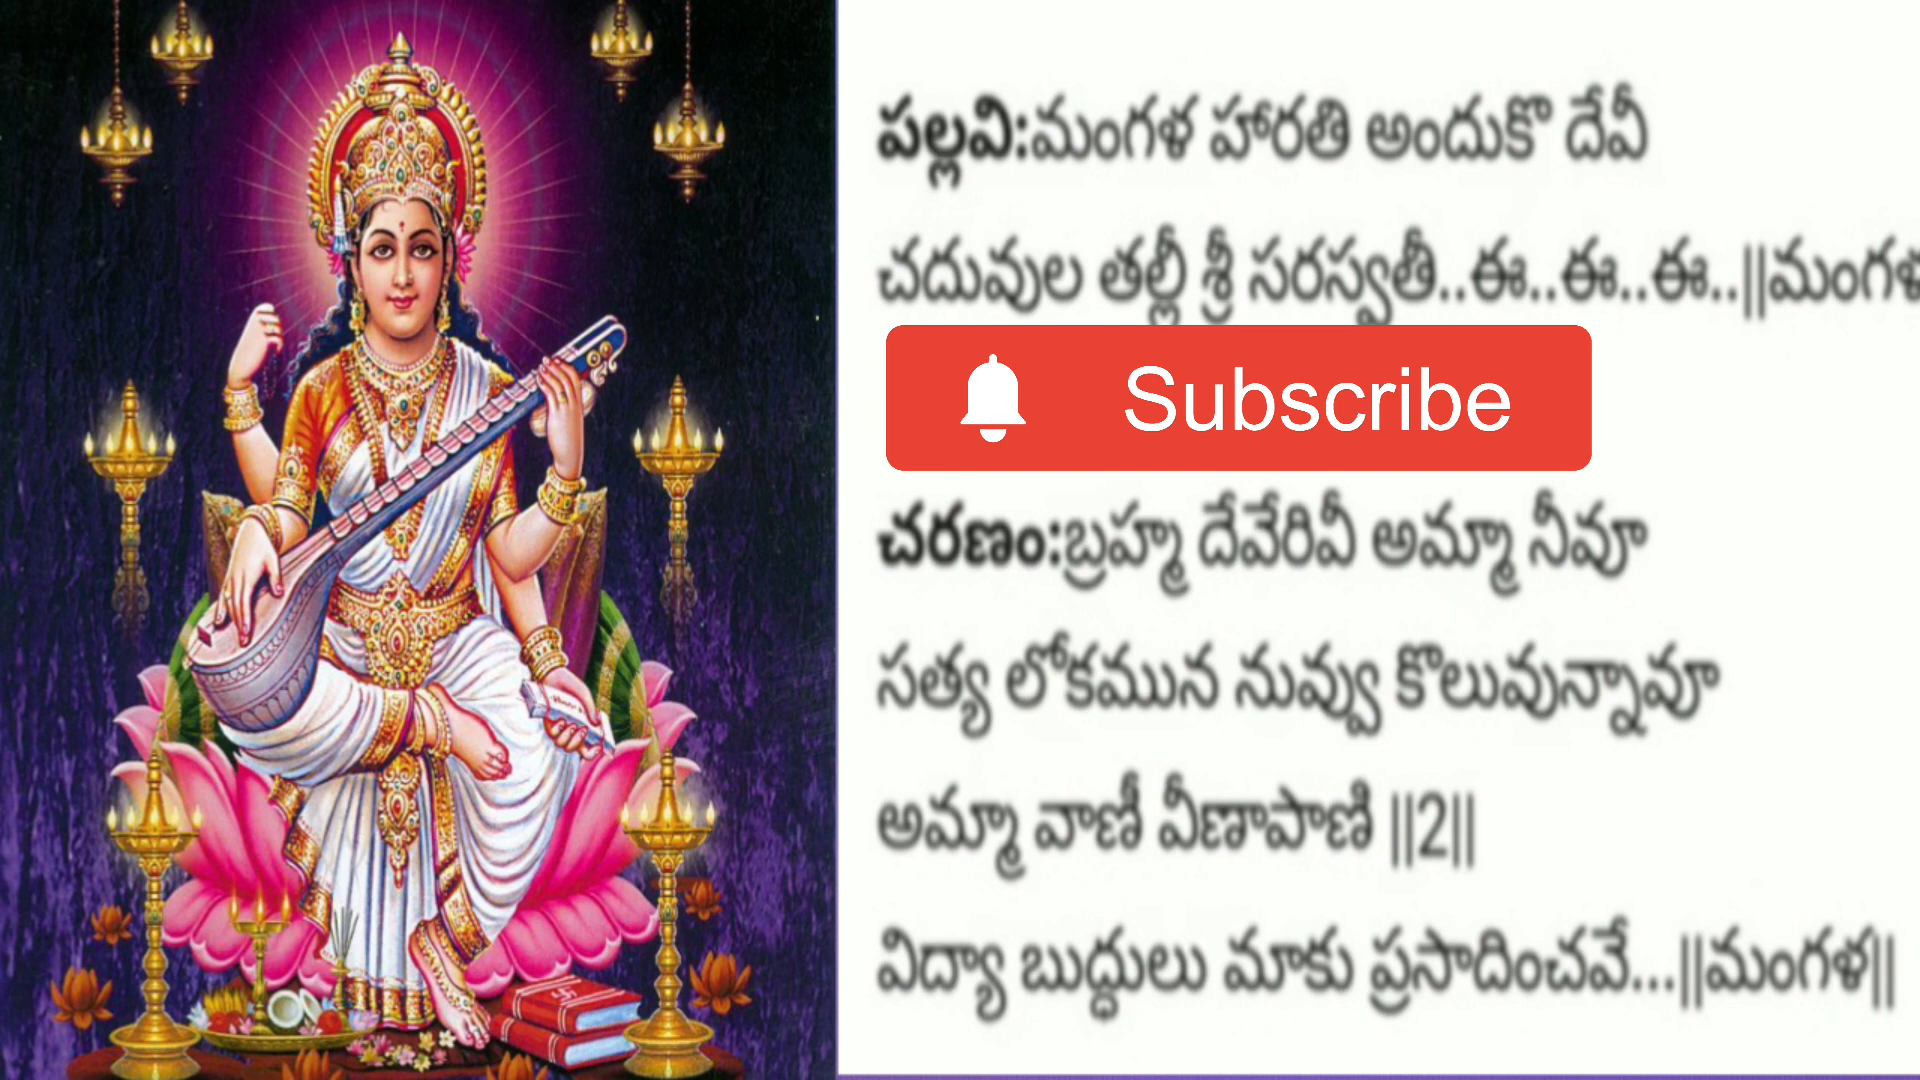 పల్లవి:మంగళ హారతి అందుకొ దేవీ
చదువుల తల్లీ శ్రీ సరస్వతీ..ఈ..ఈ..ఈ..||మంగళ
Subscribe
చరణం:బ్రహ్మ దేవేరివీ అమ్మా నీవూ
సత్య లోకమున నువ్వు కొలువున్నావూ
అమ్మా వాణీ వీణాపాణి ||2||
విద్యా బుద్ధులు మాకు ప్రసాదించవే...||మంగళ||